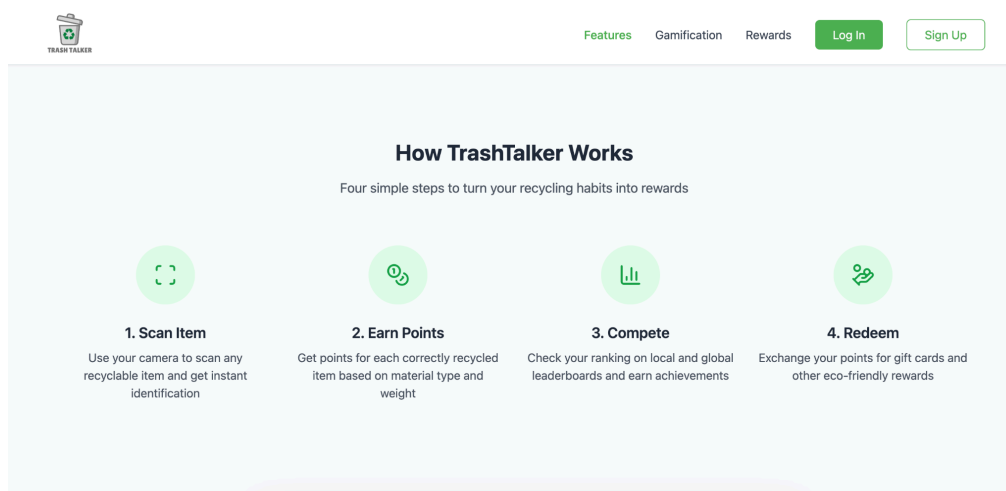 TRASH TALKER
Features Gamification Rewards Log In Sign Up
How TrashTalker Works
Four simple steps to turn your recycling habits into rewards
1. Scan Item
Use your camera to scan any
recyclable item and get instant
identification
2. Earn Points
Get points for each correctly recycled
item based on material type and
weight
3. Compete
Check your ranking on local and global
leaderboards and earn achievements
4. Redeem
Exchange your points for gift cards and
other eco-friendly rewards